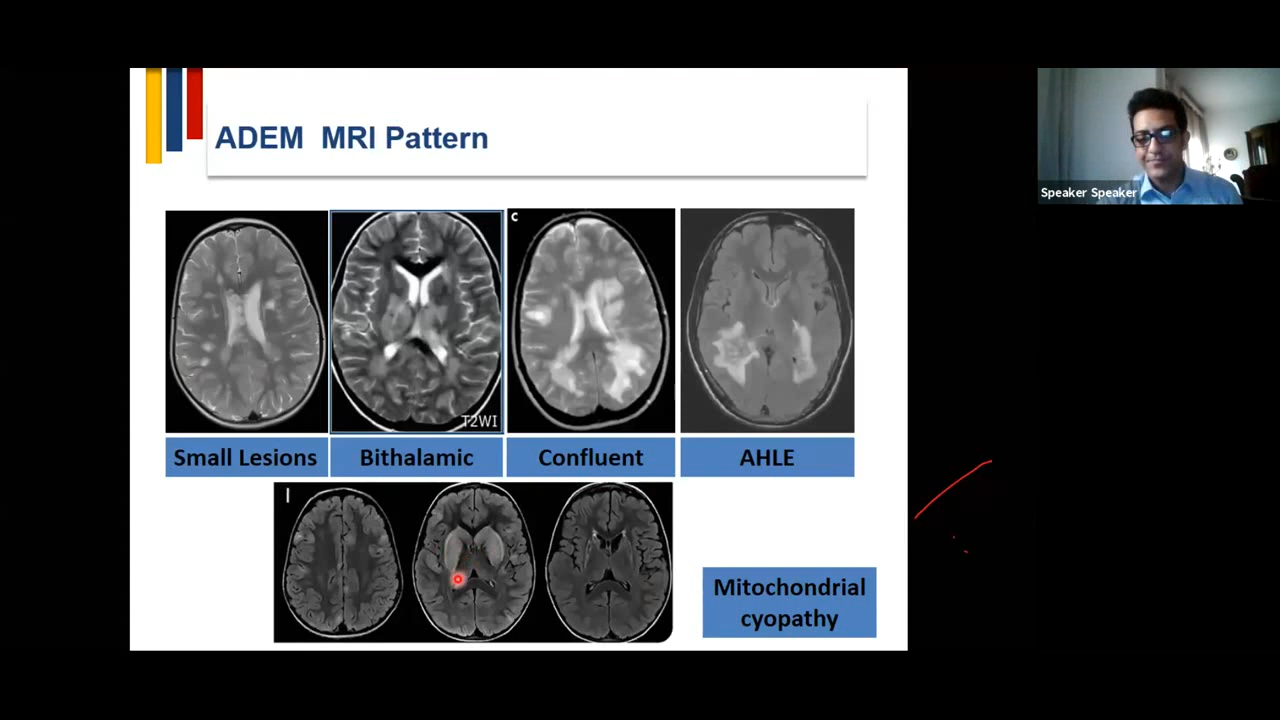 ADEM MRI Pattern
Speaker Speaker
c
T2WI
Small Lesions
Bithalamic
Confluent
AHLE
l
Mitochondrial
cyopathy